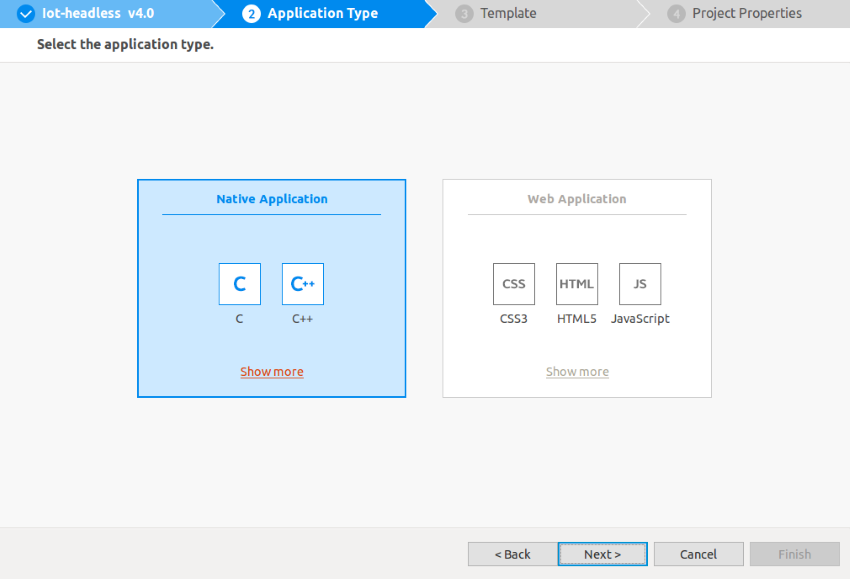 Iot-headless v4.0
2 Application Type
3 Template
4 Project Properties
Select the application type.
Native Application
C
C++
C
C++
Show more
Web Application
CSS
HTML
JS
CSS3
HTML5
JavaScript
Show more
< Back
Next >
Cancel
Finish